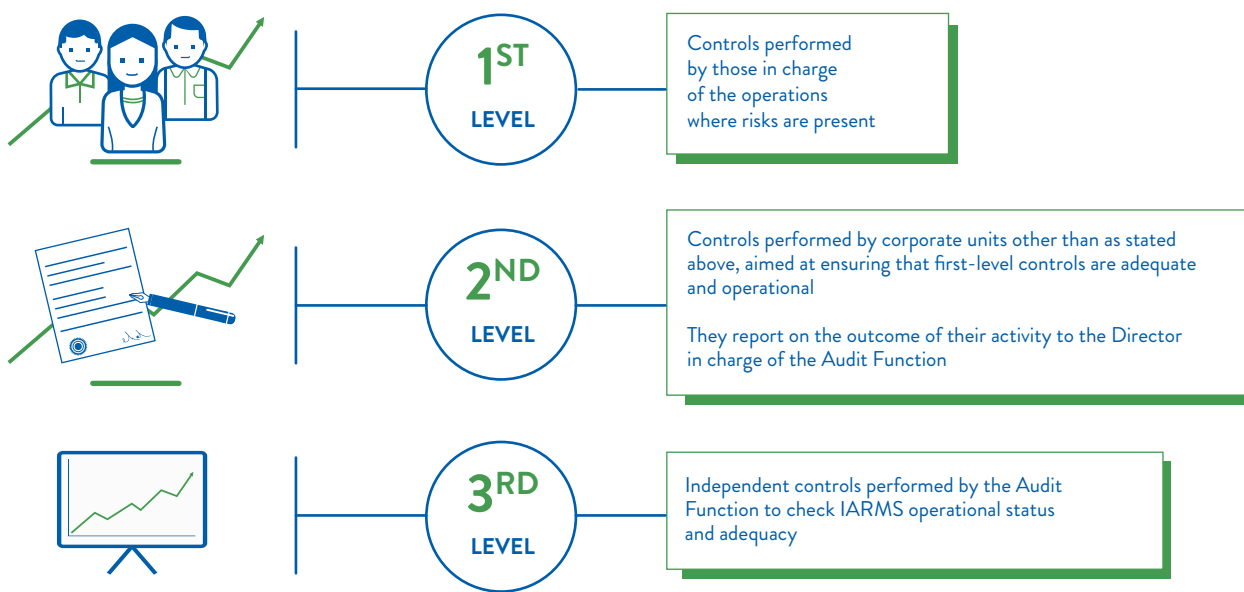 1ST
LEVEL
Controls performed
by those in charge
of the operations
where risks are present
2ND
LEVEL
Controls performed by corporate units other than as stated
above, aimed at ensuring that first-level controls are adequate
and operational
They report on the outcome of their activity to the Director
in charge of the Audit Function
3RD
LEVEL
Independent controls performed by the Audit
Function to check IARMS operational status
and adequacy